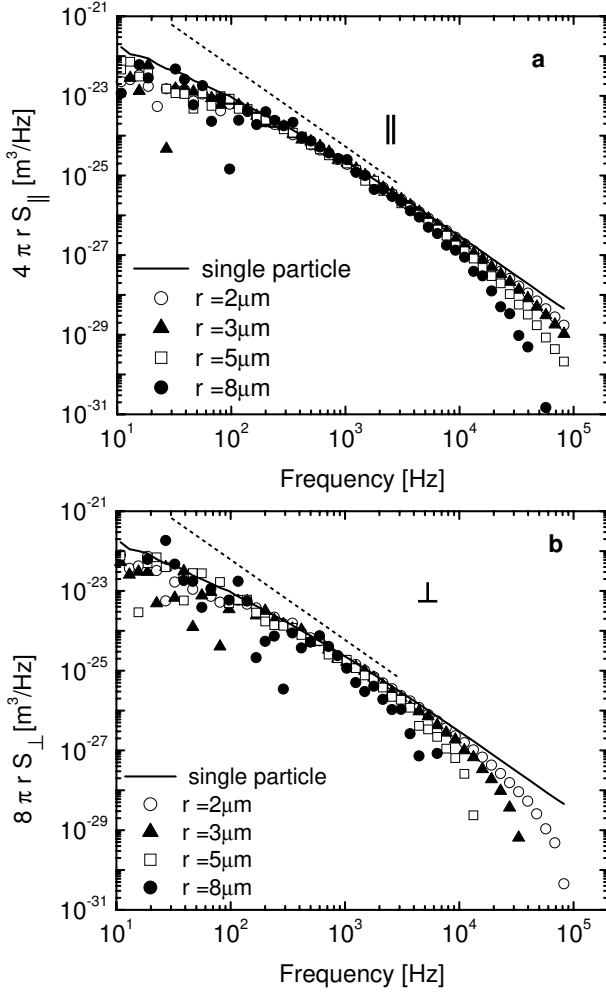 a
10^-21
10^-23
10^-25
10^-27
10^-29
10^-31
4 π r S_∥ [m^3/Hz]
∥
single particle
r =2μm
r =3μm
r =5μm
r =8μm
10^1 10^2 10^3 10^4 10^5
Frequency [Hz]
b
10^-21
10^-23
10^-25
10^-27
10^-29
10^-31
8 π r S_⊥ [m^3/Hz]
⊥
single particle
r =2μm
r =3μm
r =5μm
r =8μm
10^1 10^2 10^3 10^4 10^5
Frequency [Hz]